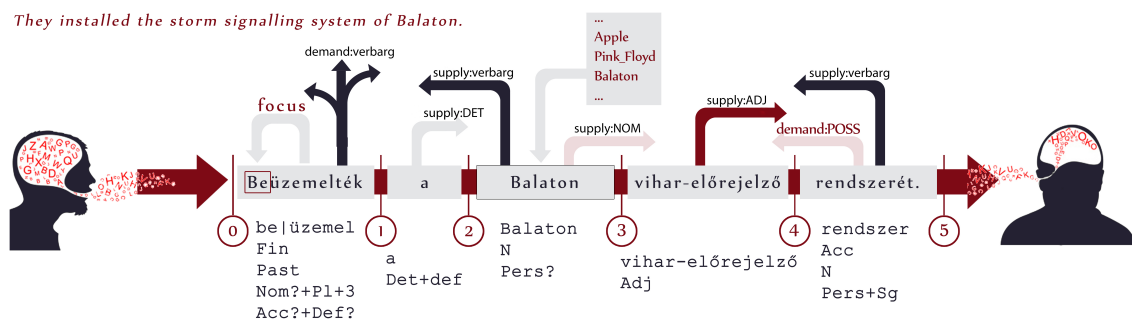 They installed the storm signalling system of Balaton.
...
Apple
Pink_Floyd
Balaton
...
demand:verbarg
supply:verbarg
supply:verbarg
focus
supply:DET
supply:NOM
supply:ADJ
demand:POSS
Beüzemelték a Balaton vihar-előrejelző rendszerét.
0 1 2 3 4 5
be|üzemel
Fin
Past
Nom?+Pl+3
Acc?+Def?
a
Det+def
Balaton
N
Pers?
vihar-előrejelző
Adj
rendszer
Acc
N
Pers+Sg